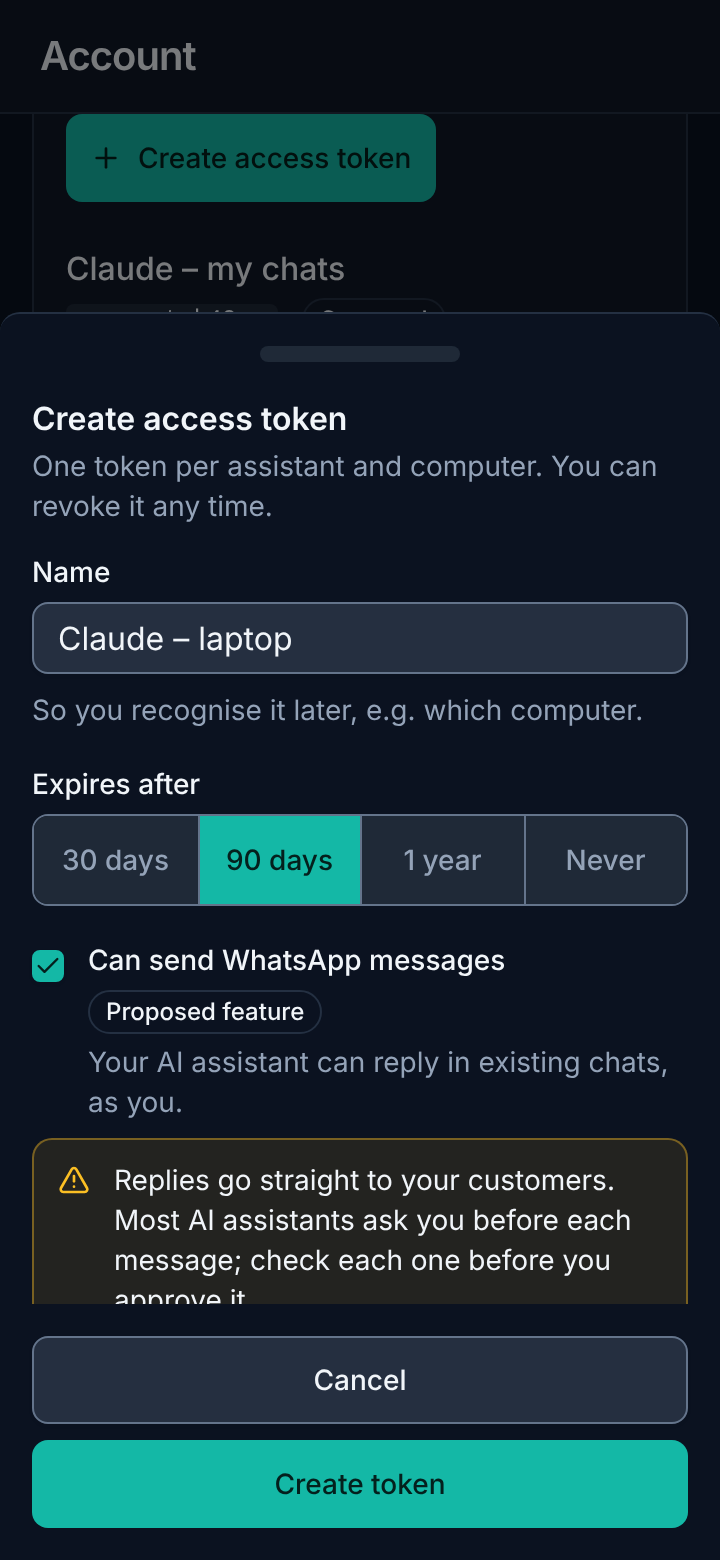 Account
Create access token
Claude – my chats
Create access token
One token per assistant and computer. You can
revoke it any time.
Name
Claude – laptop
So you recognise it later, e.g. which computer.
Expires after
30 days
90 days
1 year
Never
Can send WhatsApp messages
Proposed feature
Your AI assistant can reply in existing chats,
as you.
Replies go straight to your customers.
Most AI assistants ask you before each
message; check each one before you
approve it
Cancel
Create token